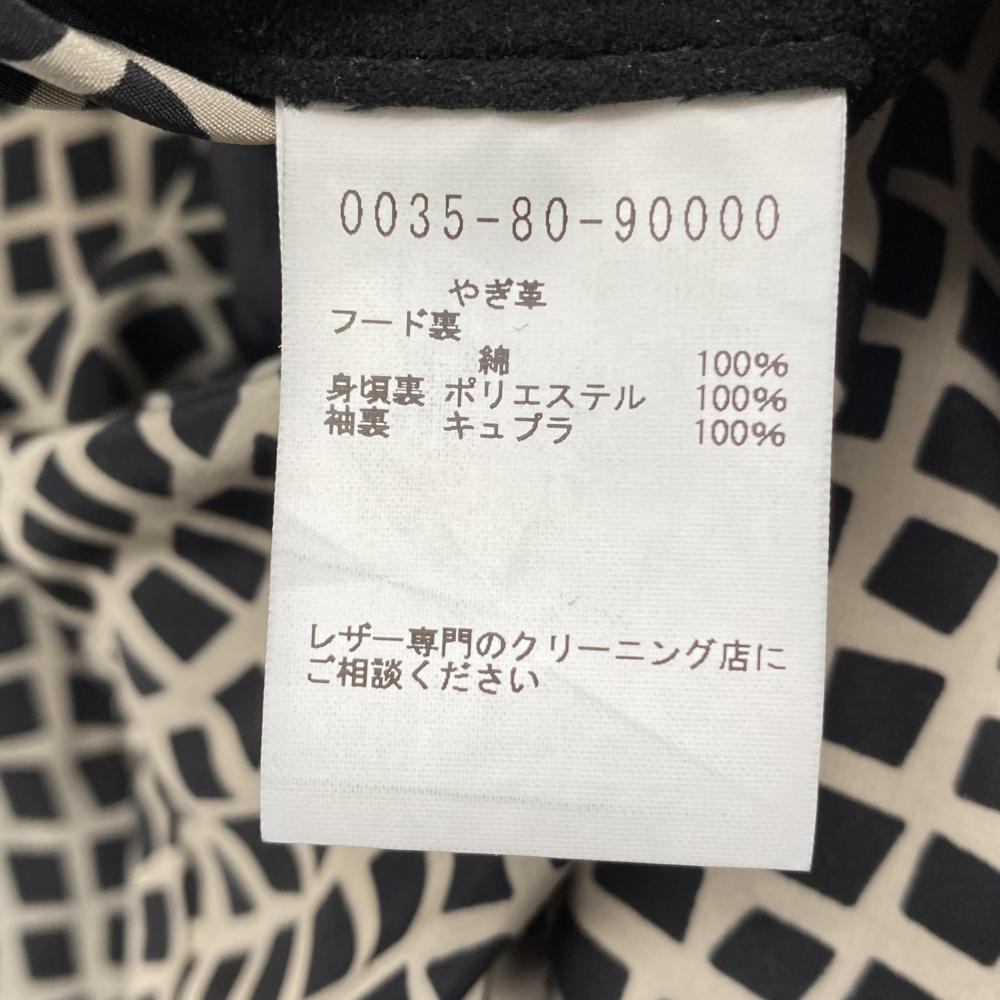 0035-80-90000
やぎ革
フード裏
綿 100%
身頃裏 ポリエステル 100%
袖裏 キュプラ 100%
レザー専門のクリーニング店に
ご相談ください